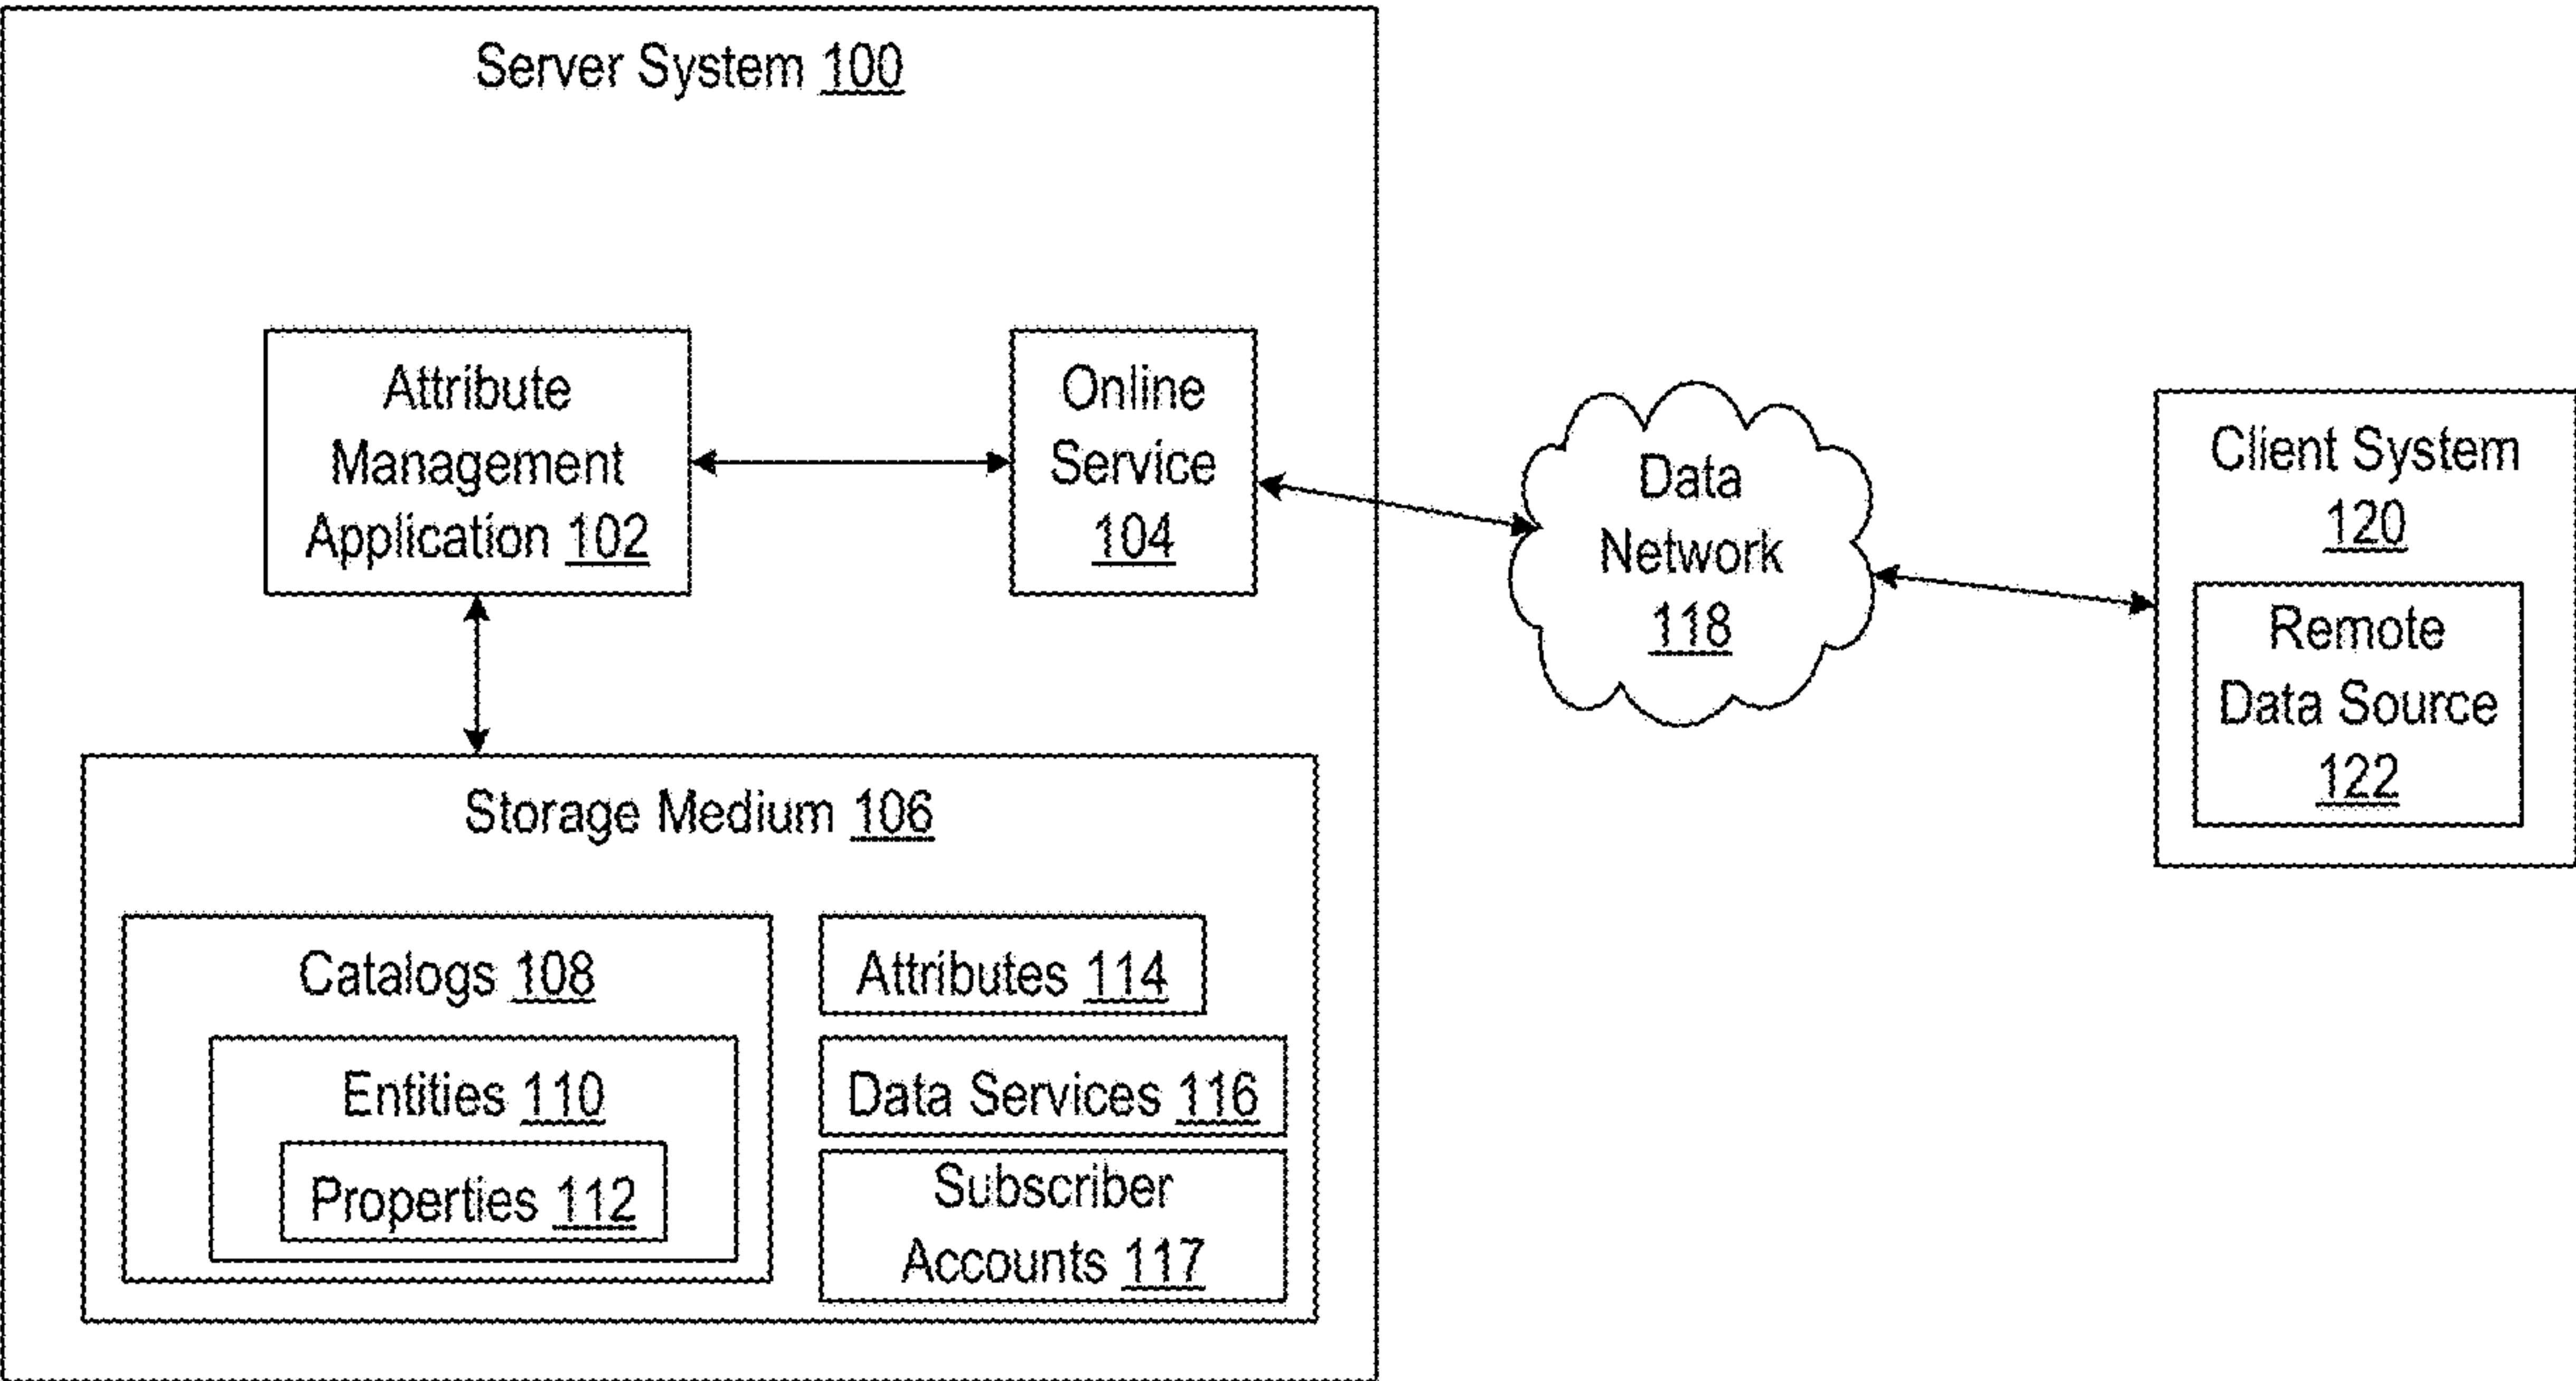 Server System 100
Attribute
Management
Application 102
Online
Service
104
Data
Network
118
Client System
120
Remote
Data Source
122
Storage Medium 106
Catalogs 108
Entities 110
Properties 112
Attributes 114
Data Services 116
Subscriber
Accounts 117